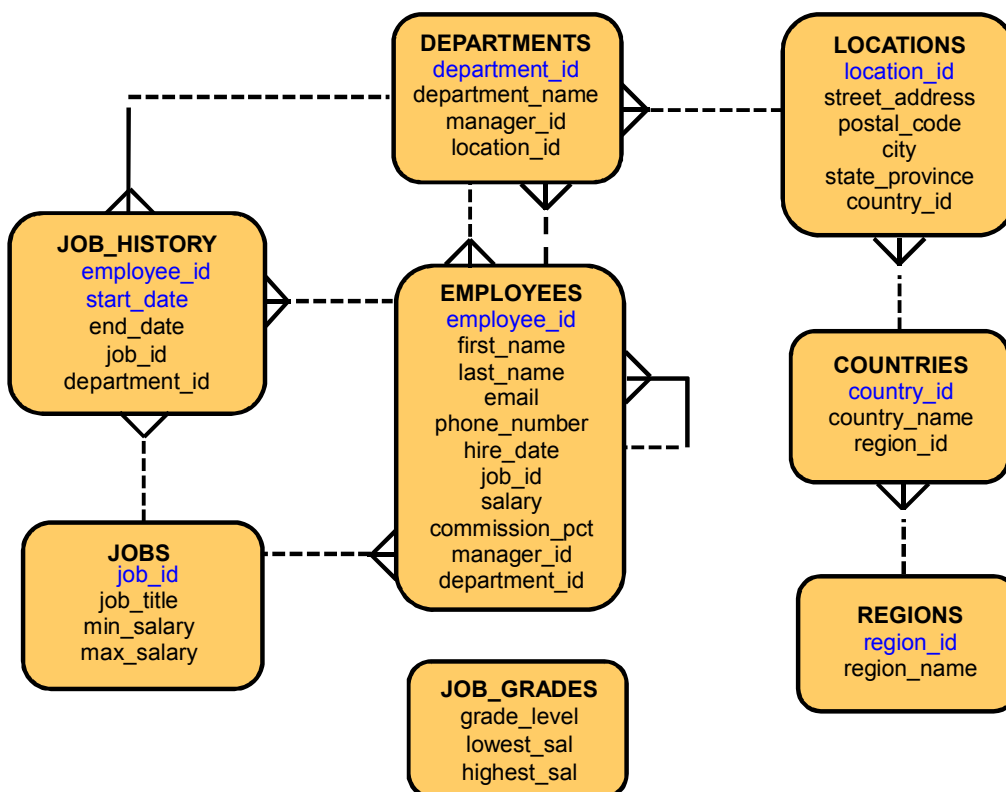 DEPARTMENTS
department_id
department_name
manager_id
location_id
LOCATIONS
location_id
street_address
postal_code
city
state_province
country_id
JOB_HISTORY
employee_id
start_date
end_date
job_id
department_id
EMPLOYEES
employee_id
first_name
last_name
email
phone_number
hire_date
job_id
salary
commission_pct
manager_id
department_id
COUNTRIES
country_id
country_name
region_id
JOBS
job_id
job_title
min_salary
max_salary
REGIONS
region_id
region_name
JOB_GRADES
grade_level
lowest_sal
highest_sal